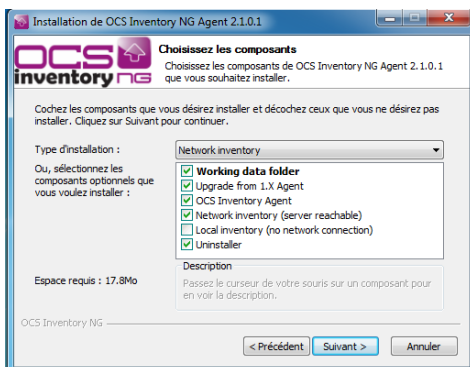 Installation de OCS Inventory NG Agent 2.1.0.1
OCS
inventory NG
Choisissez les composants
Choisissez les composants de OCS Inventory NG Agent 2.1.0.1
que vous souhaitez installer.
Cochez les composants que vous désirez installer et décochez ceux que vous ne désirez pas
installer. Cliquez sur Suivant pour continuer.
Type d'installation :
Network inventory
Ou, sélectionnez les
composants optionnels que
vous voulez installer :
Working data folder
Upgrade from 1.X Agent
OCS Inventory Agent
Network inventory (server reachable)
Local inventory (no network connection)
Uninstaller
Espace requis : 17.8Mo
Description
Passez le curseur de votre souris sur un composant pour
en voir la description.
OCS Inventory NG
< Précédent
Suivant >
Annuler